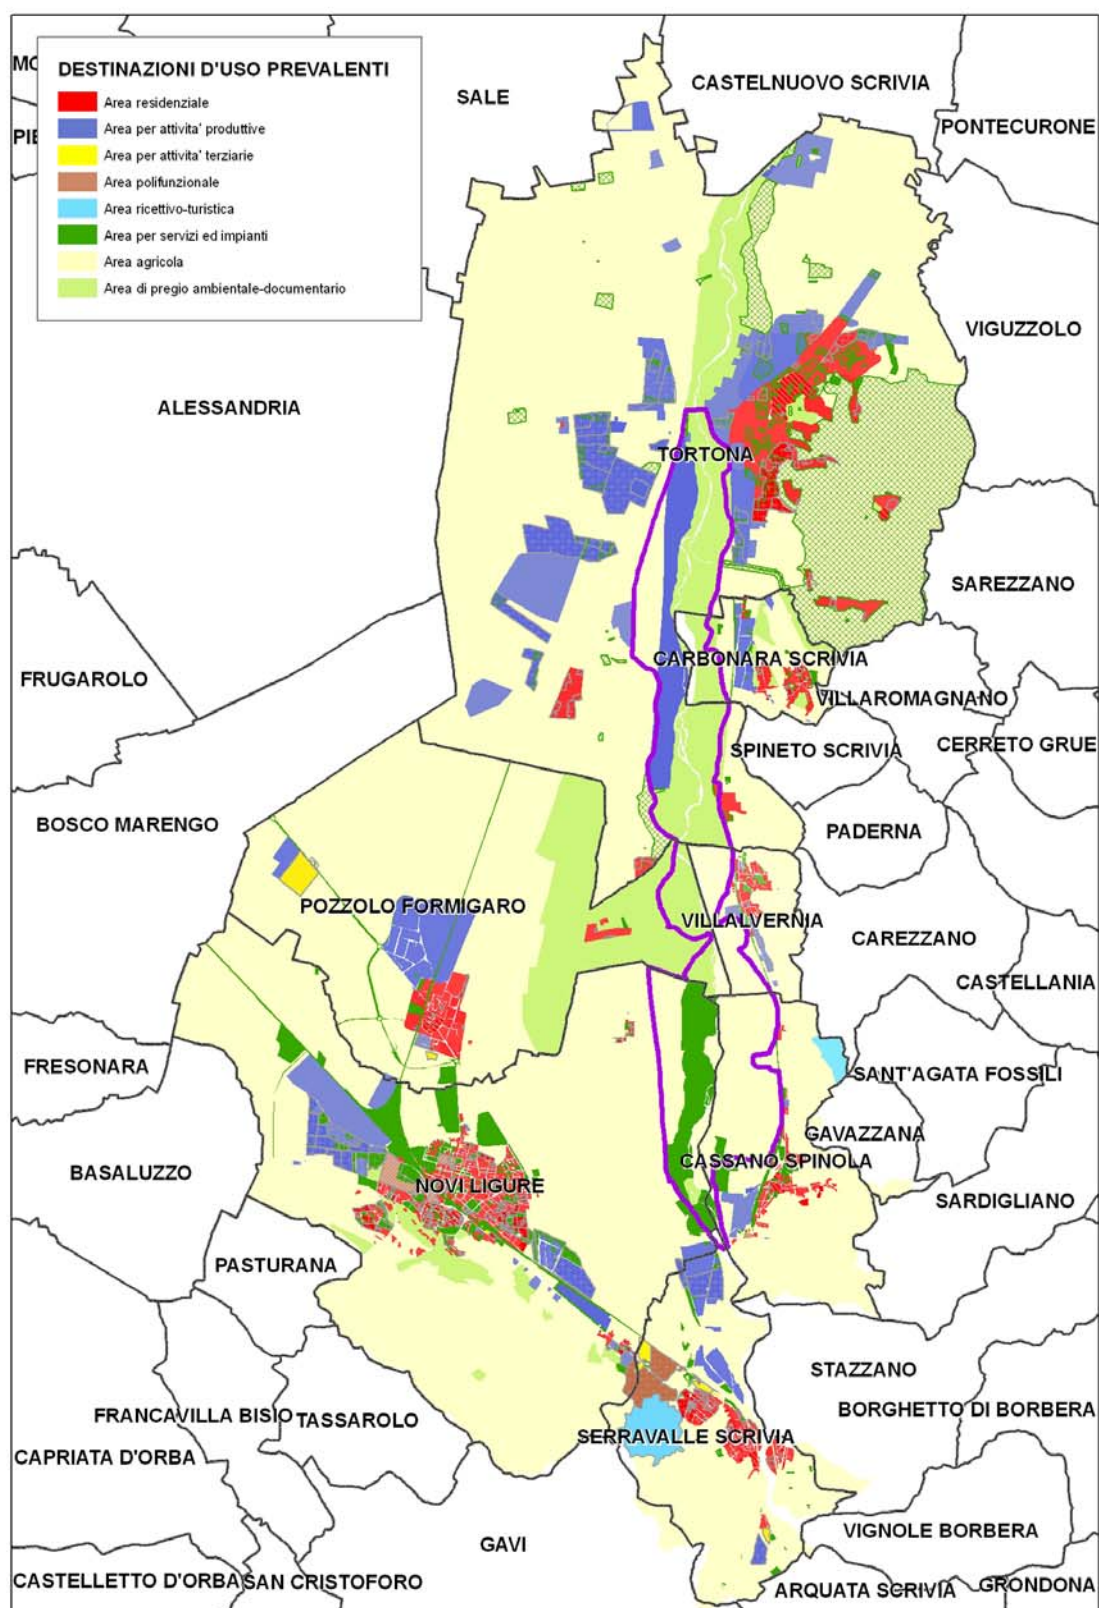 DESTINAZIONI D'USO PREVALENTI
Area residenziale
Area per attivita' produttive
Area per attivita' terziarie
Area polifunzionale
Area ricettivo-turistica
Area per servizi ed impianti
Area agricola
Area di pregio ambientale-documentario
MO
PIE
SALE
CASTELNUOVO SCRIVIA
PONTECURONE
VIGUZZOLO
ALESSANDRIA
TORTONA
SAREZZANO
CARBONARA SCRIVIA
FRUGAROLO
VILLAROMAGNANO
SPINETO SCRIVIA
CERRETO GRUE
BOSCO MARENGO
PADERNA
POZZOLO FORMIGARO
VILLALVERNIA
CAREZZANO
CASTELLANIA
FRESONARA
SANT'AGATA FOSSILI
GAVAZZANA
BASALUZZO
CASSANO SPINOLA
NOVI LIGURE
SARDIGLIANO
PASTURANA
STAZZANO
FRANCAVILLA BISIO
TASSAROLO
BORGHETTO DI BORBERA
SERRAVALLE SCRIVIA
CAPRIATA D'ORBA
VIGNOLE BORBERA
GAVI
CASTELLETTO D'ORBA
SAN CRISTOFORO
ARQUATA SCRIVIA
GRONDONA